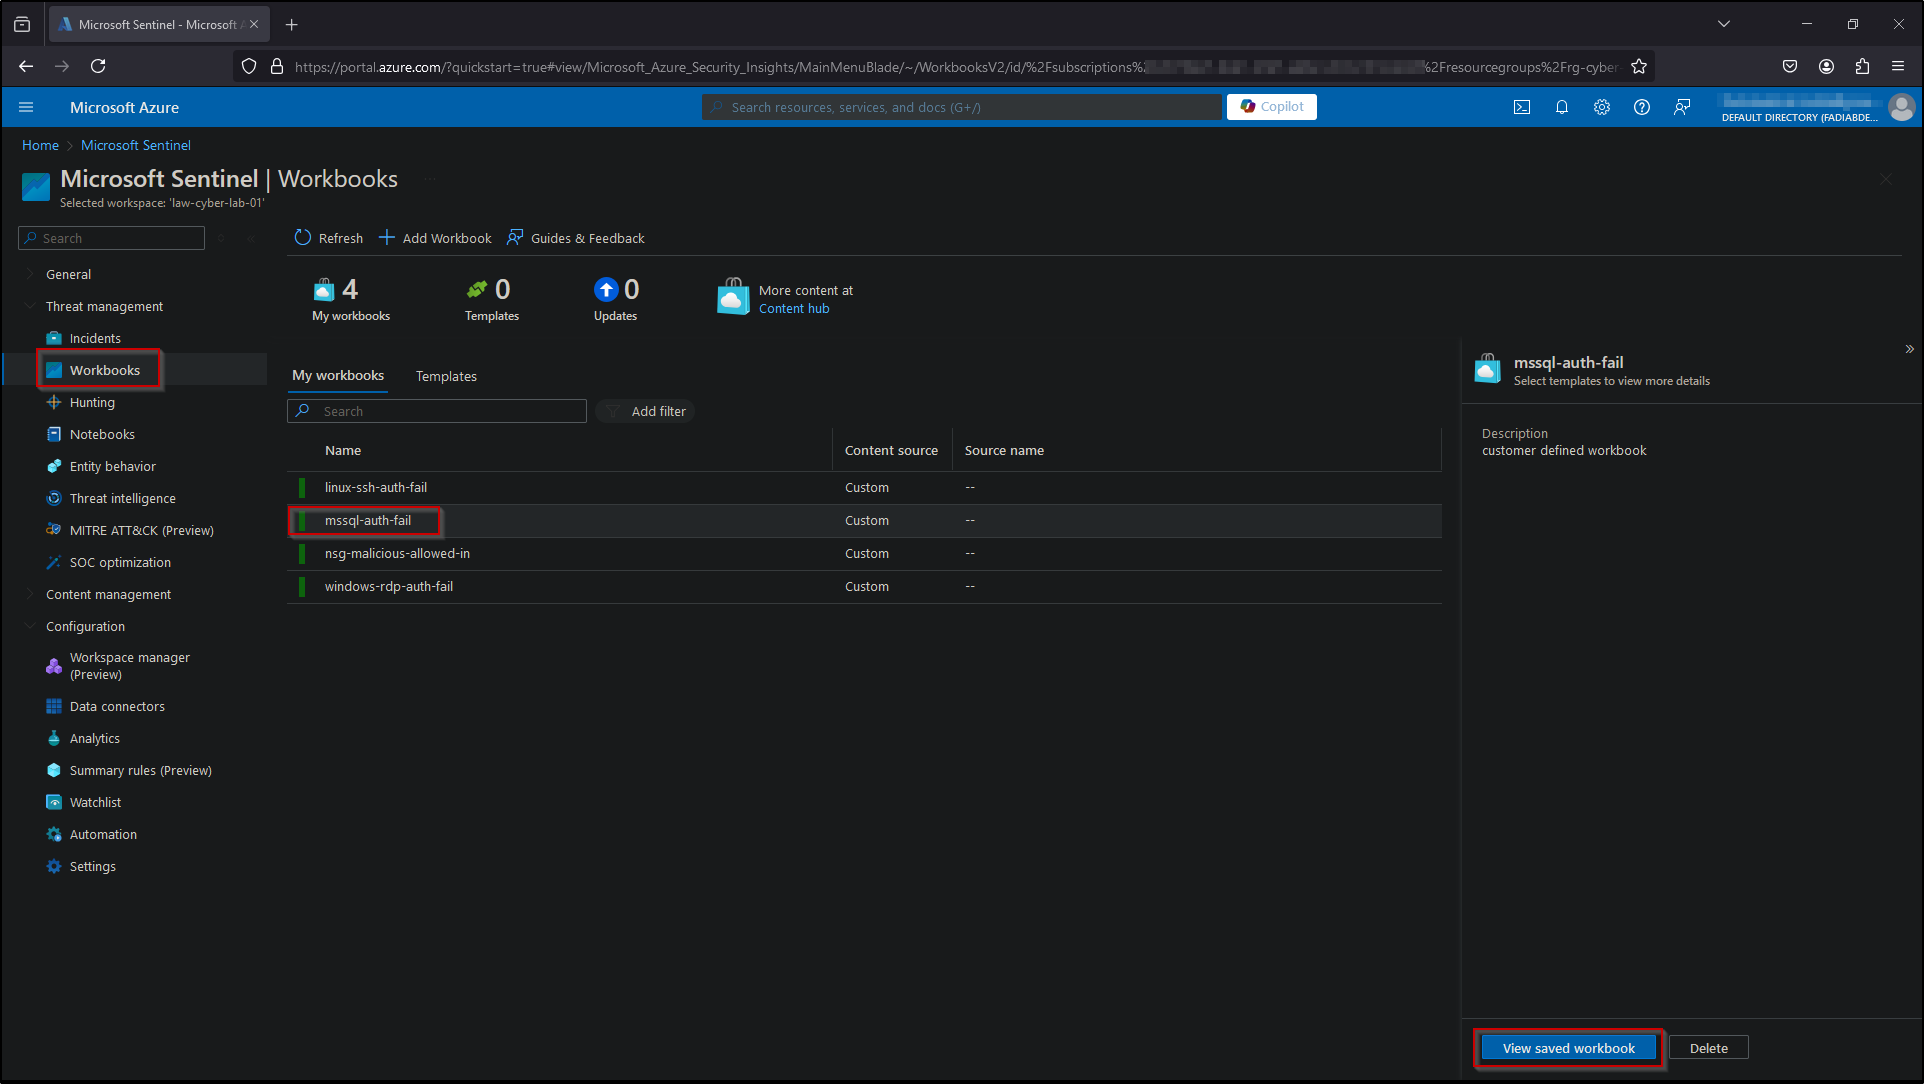 Microsoft Sentinel - Microsoft A
https://portal.azure.com/?quickstart=true#view/Microsoft_Azure_Security_Insights/MainMenuBlade/~/WorkbooksV2/id/%2Fsubscriptions%
%2Fresourcegroups%2Frg-cyber-
Microsoft Azure
Search resources, services, and docs (G+/)
Copilot
DEFAULT DIRECTORY (FADIABDE...
Home > Microsoft Sentinel
Microsoft Sentinel | Workbooks
Selected workspace: 'law-cyber-lab-01'
Search
General
Threat management
Incidents
Workbooks
Hunting
Notebooks
Entity behavior
Threat intelligence
MITRE ATT&CK (Preview)
SOC optimization
Content management
Configuration
Workspace manager
(Preview)
Data connectors
Analytics
Summary rules (Preview)
Watchlist
Automation
Settings
Refresh
Add Workbook
Guides & Feedback
4
My workbooks
0
Templates
0
Updates
More content at
Content hub
My workbooks
Templates
Search
Add filter
Name Content source Source name
linux-ssh-auth-fail Custom --
mssql-auth-fail Custom --
nsg-malicious-allowed-in Custom --
windows-rdp-auth-fail Custom --
mssql-auth-fail
Select templates to view more details
Description
customer defined workbook
View saved workbook
Delete